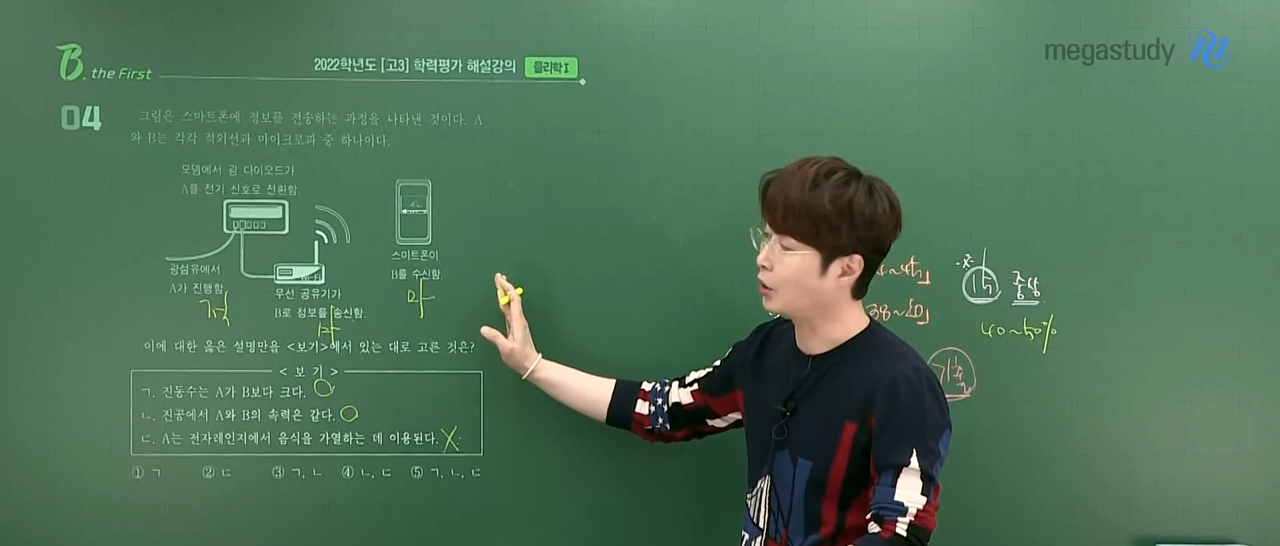 megastudy
B. the First
2022학년도 [고3] 학력평가 해설강의 물리학 I
04 그림은 스마트폰에 정보를 전송하는 과정을 나타낸 것이다. A
와 B는 각각 적외선과 마이크로파 중 하나이다.
모뎀에서 광 다이오드가
A를 전기 신호로 전환함.
스마트폰이
B를 수신함.
광섬유에서
A가 진행함.
무선 공유기가
B로 정보를 송신함.
적
마
마
이에 대한 옳은 설명만을 <보기>에서 있는 대로 고른 것은?
< 보 기 >
ㄱ. 진동수는 A가 B보다 크다.
ㄴ. 진공에서 A와 B의 속력은 같다.
ㄷ. A는 전자레인지에서 음식을 가열하는 데 이용된다.
① ㄱ ② ㄷ ③ ㄱ, ㄴ ④ ㄴ, ㄷ ⑤ ㄱ, ㄴ, ㄷ
15 중상
40~50%
기출